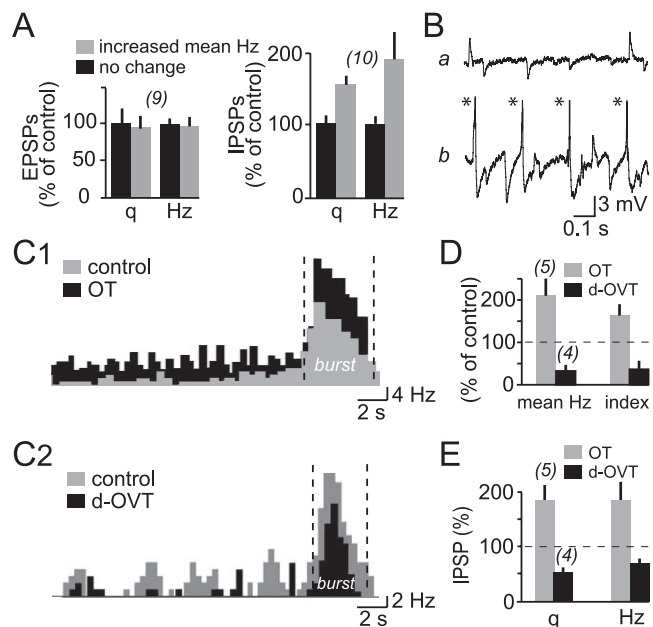 A
increased mean Hz
no change
EPSPs
(% of control)
150
100
50
0
(9)
q
Hz
IPSPs
(% of control)
200
100
0
(10)
q
Hz
B
a
b
*
*
*
*
3 mV
0.1 s
C1
control
OT
burst
4 Hz
2 s
C2
control
d-OVT
burst
2 Hz
2 s
D
OT
d-OVT
(% of control)
200
100
0
(5)
(4)
mean Hz
index
E
OT
d-OVT
IPSP (%)
200
100
0
(5)
(4)
q
Hz